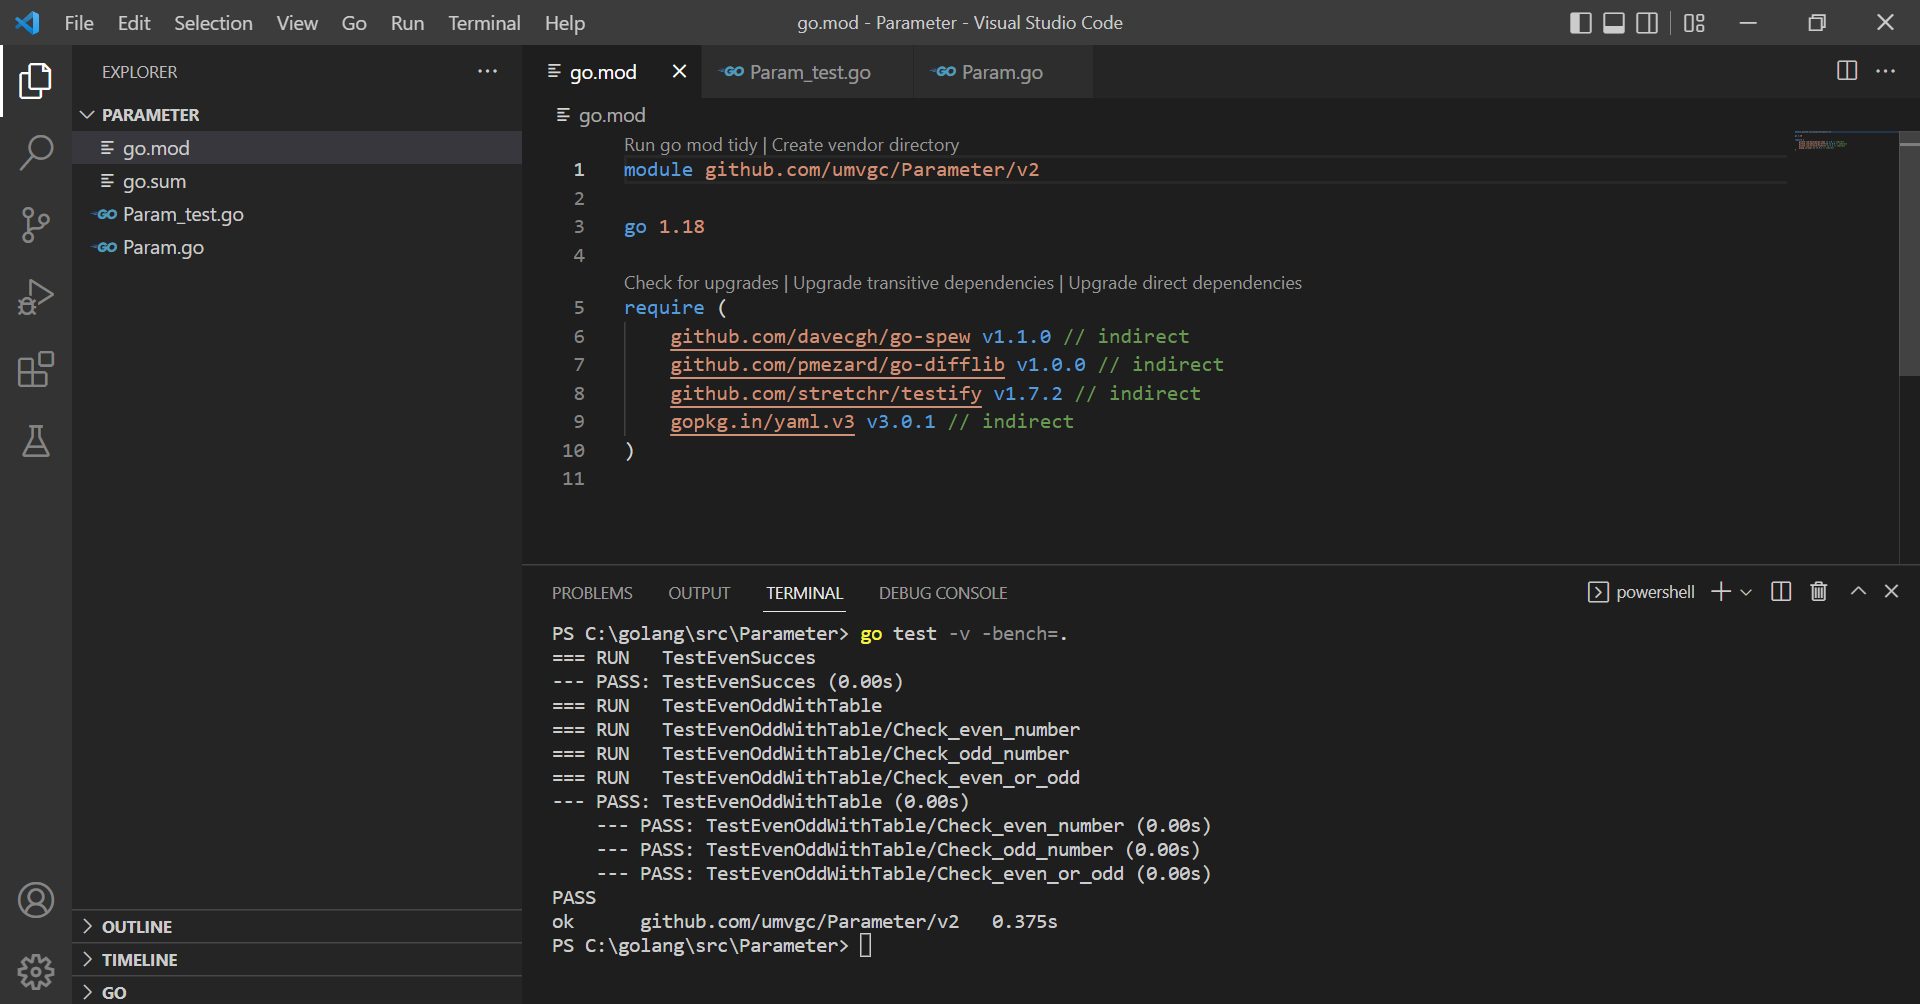 File Edit Selection View Go Run Terminal Help go.mod - Parameter - Visual Studio Code
EXPLORER
PARAMETER
go.mod
go.sum
GO Param_test.go
GO Param.go
OUTLINE
TIMELINE
GO
go.mod GO Param_test.go GO Param.go
go.mod
Run go mod tidy | Create vendor directory
1 module github.com/umvgc/Parameter/v2
2
3 go 1.18
4
Check for upgrades | Upgrade transitive dependencies | Upgrade direct dependencies
5 require (
6 github.com/davecgh/go-spew v1.1.0 // indirect
7 github.com/pmezard/go-difflib v1.0.0 // indirect
8 github.com/stretchr/testify v1.7.2 // indirect
9 gopkg.in/yaml.v3 v3.0.1 // indirect
10 )
11
PROBLEMS OUTPUT TERMINAL DEBUG CONSOLE powershell
PS C:\golang\src\Parameter> go test -v -bench=.
=== RUN   TestEvenSucces
--- PASS: TestEvenSucces (0.00s)
=== RUN   TestEvenOddWithTable
=== RUN   TestEvenOddWithTable/Check_even_number
=== RUN   TestEvenOddWithTable/Check_odd_number
=== RUN   TestEvenOddWithTable/Check_even_or_odd
--- PASS: TestEvenOddWithTable (0.00s)
    --- PASS: TestEvenOddWithTable/Check_even_number (0.00s)
    --- PASS: TestEvenOddWithTable/Check_odd_number (0.00s)
    --- PASS: TestEvenOddWithTable/Check_even_or_odd (0.00s)
PASS
ok      github.com/umvgc/Parameter/v2   0.375s
PS C:\golang\src\Parameter>